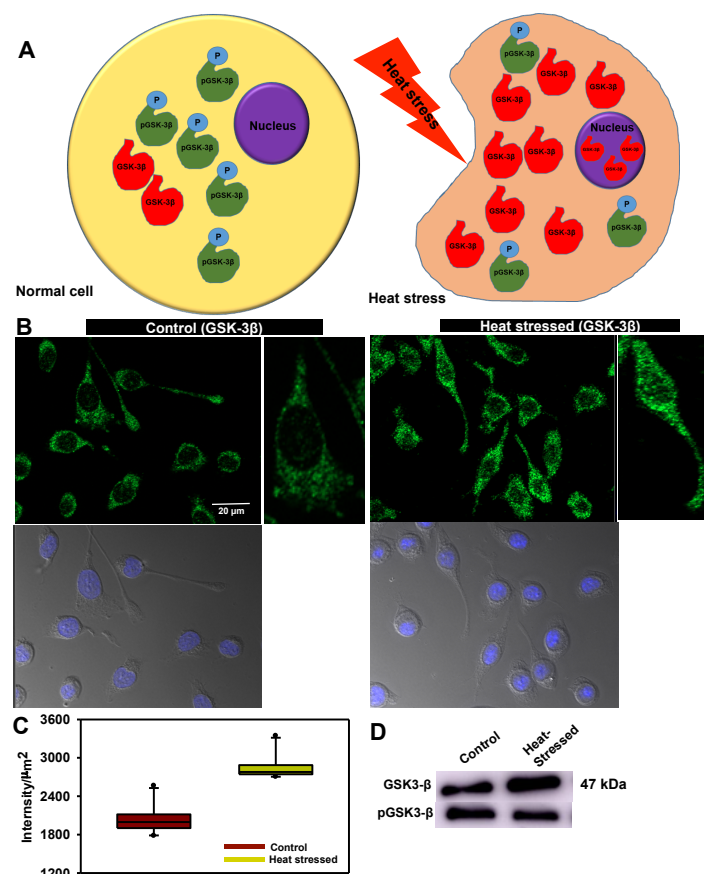 A
P
pGSK-3β
P
pGSK-3β
P
pGSK-3β
GSK-3β
GSK-3β
P
pGSK-3β
P
pGSK-3β
Nucleus
Normal cell
Heat stress
P
pGSK-3β
GSK-3β
GSK-3β
GSK-3β
GSK-3β
GSK-3β
Nucleus
GSK-3β
GSK-3β
GSK-3β
GSK-3β
GSK-3β
GSK-3β
P
pGSK-3β
P
pGSK-3β
Heat stress
B
Control (GSK-3β)
Heat stressed (GSK-3β)
20 µm
C
Internsity/µm2
3600
3000
2400
1800
1200
Control
Heat stressed
D
Control
Heat-
Stressed
GSK3-β
47 kDa
pGSK3-β